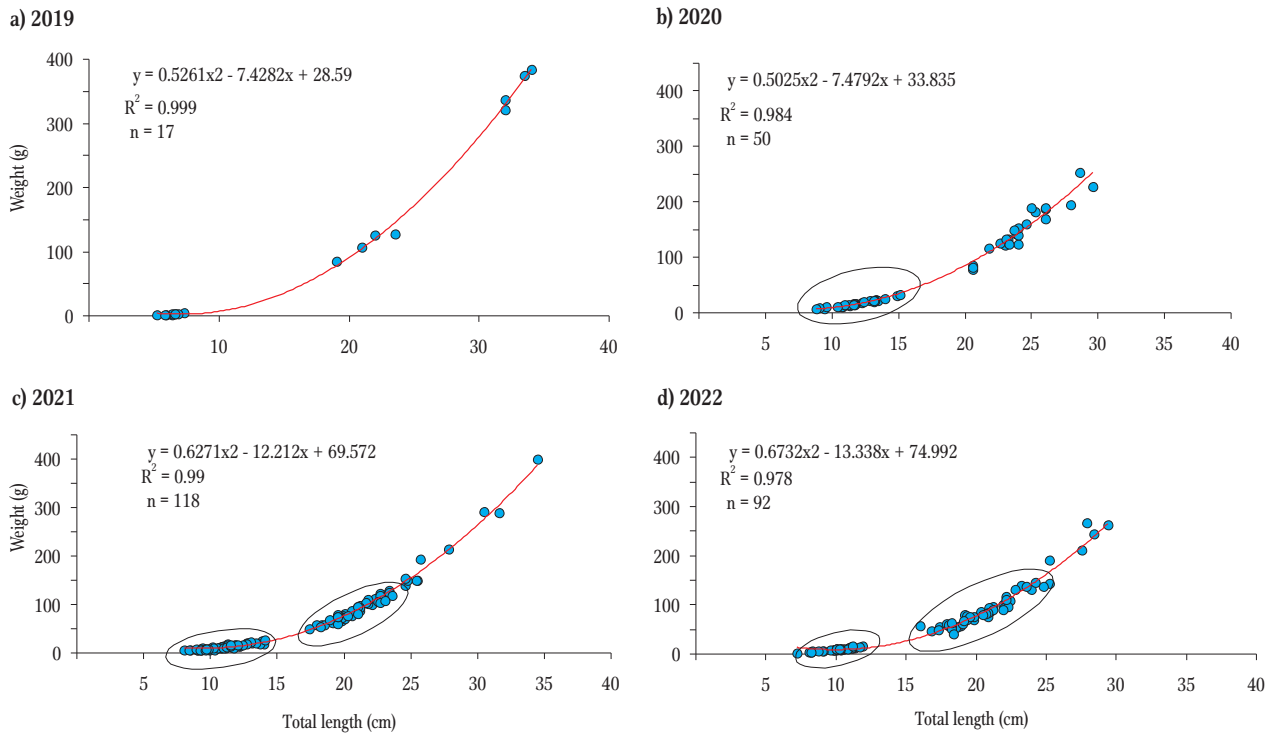 a) 2019
y = 0.5261x2 - 7.4282x + 28.59
R2 = 0.999
n = 17
Weight (g)
400
300
200
100
0
10
20
30
40
b) 2020
y = 0.5025x2 - 7.4792x + 33.835
R2 = 0.984
n = 50
400
300
200
100
0
5
10
15
20
25
30
35
40
c) 2021
y = 0.6271x2 - 12.212x + 69.572
R2 = 0.99
n = 118
Weight (g)
400
300
200
100
0
5
10
15
20
25
30
35
40
Total length (cm)
d) 2022
y = 0.6732x2 - 13.338x + 74.992
R2 = 0.978
n = 92
400
300
200
100
0
5
10
15
20
25
30
35
40
Total length (cm)